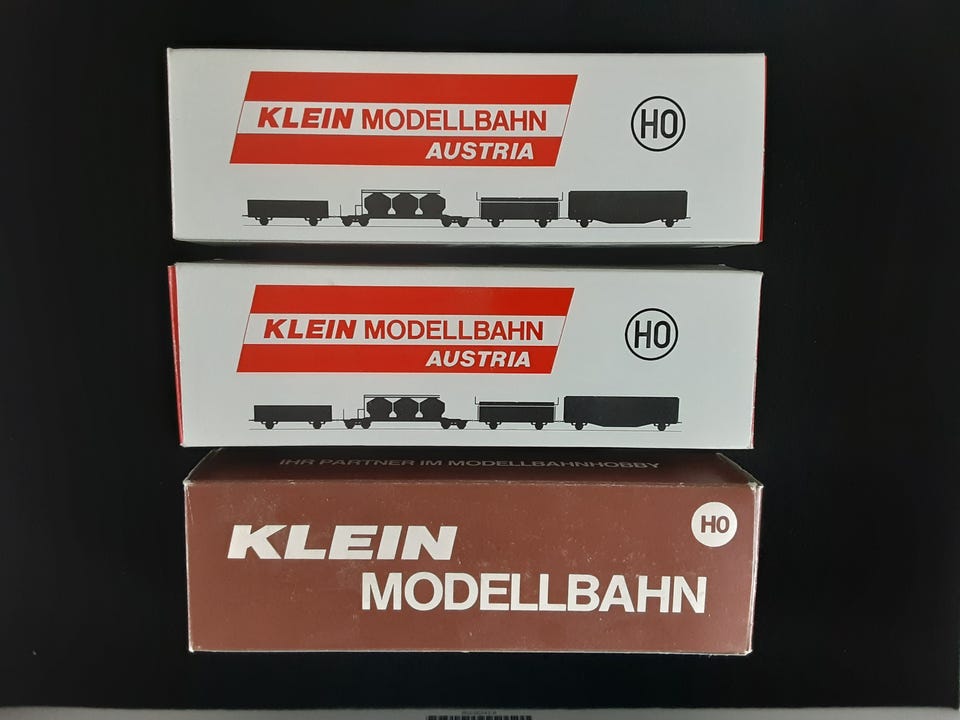 KLEIN MODELLBAHN
AUSTRIA
HO
KLEIN MODELLBAHN
AUSTRIA
HO
IHR PARTNER IM MODELLBAHNHOBBY
HO
KLEIN
MODELLBAHN